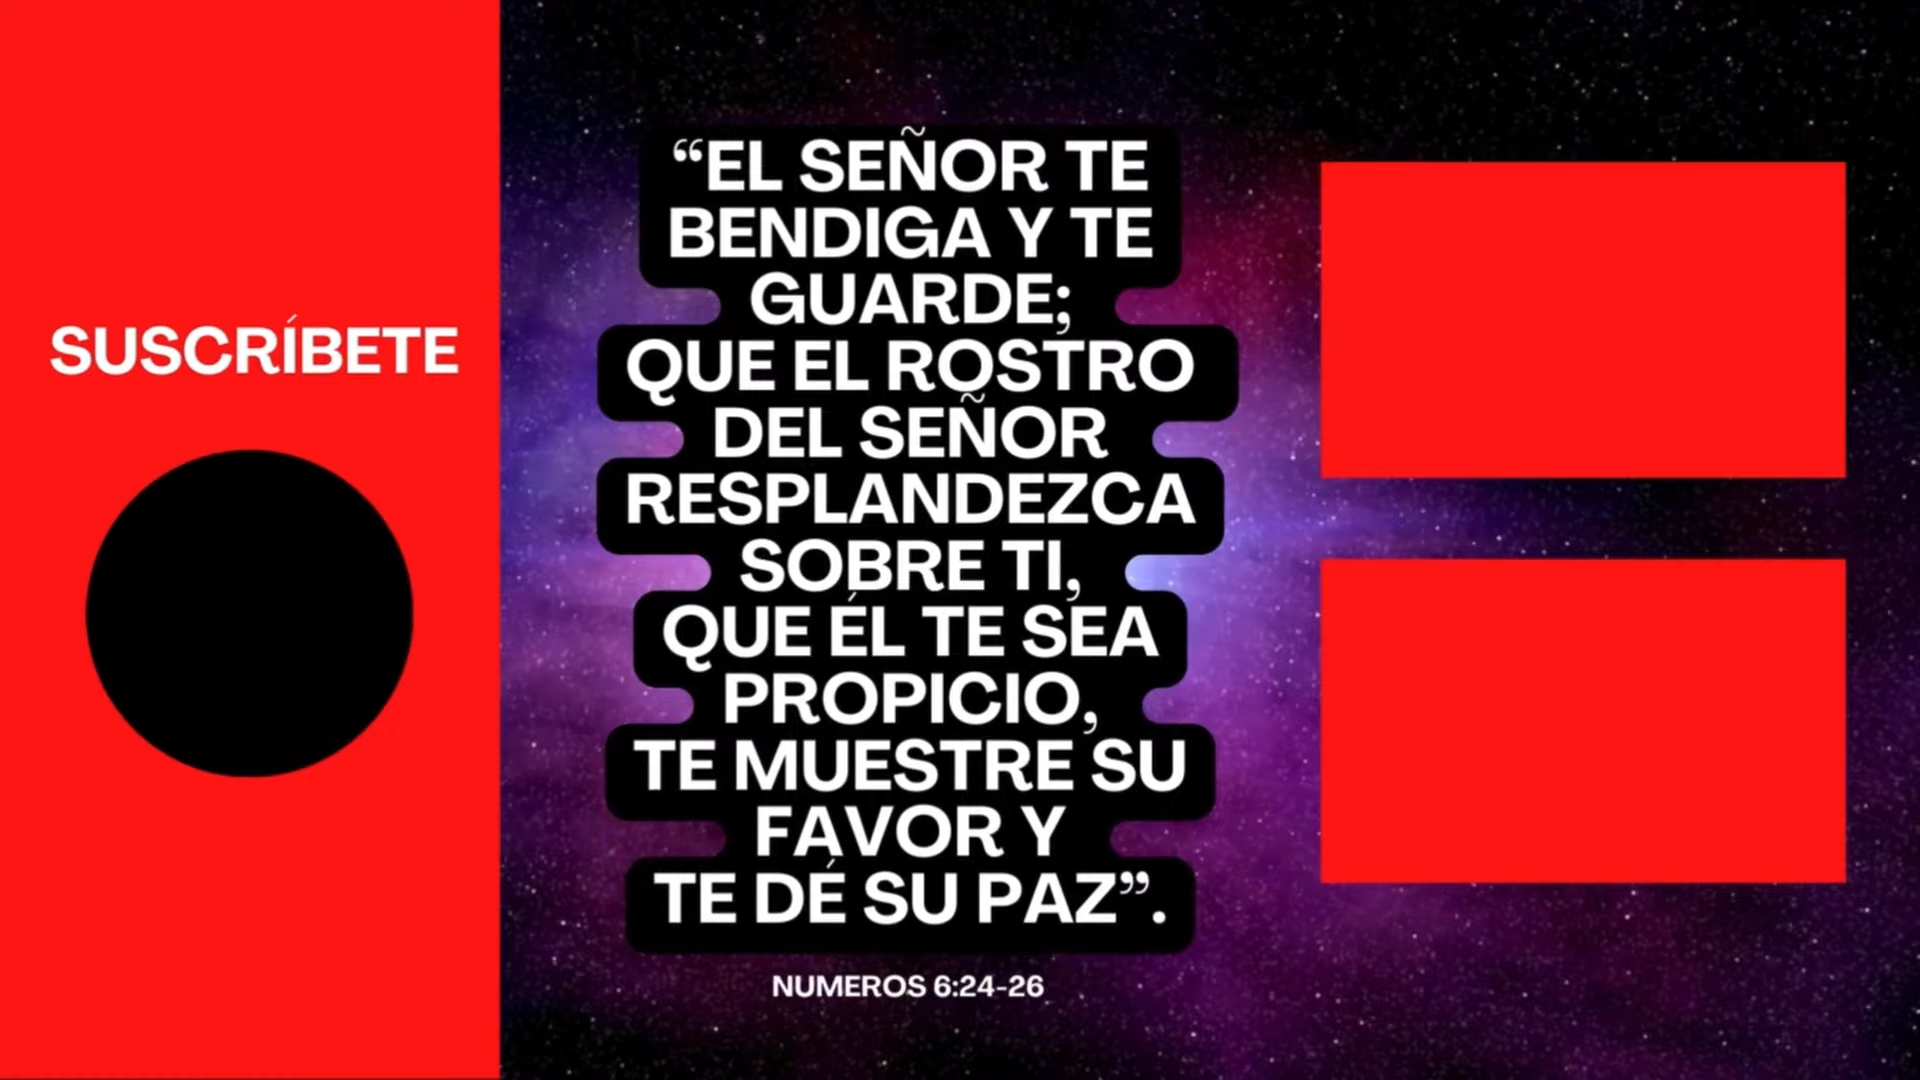 SUSCRÍBETE
“EL SEÑOR TE
BENDIGA Y TE
GUARDE;
QUE EL ROSTRO
DEL SEÑOR
RESPLANDEZCA
SOBRE TI,
QUE ÉL TE SEA
PROPICIO,
TE MUESTRE SU
FAVOR Y
TE DÉ SU PAZ”.
NUMEROS 6:24-26